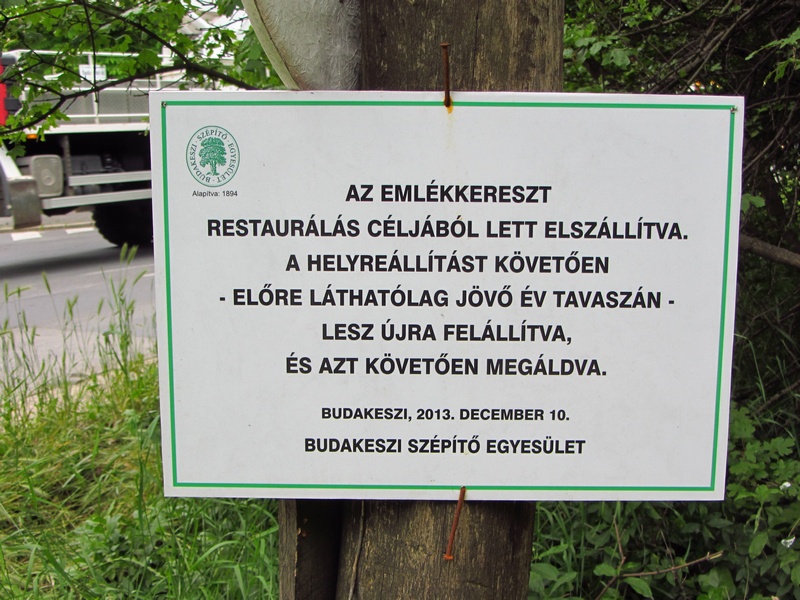 BUDAKESZI · SZÉPÍTŐ · EGYESÜLET ·
Alapítva: 1894
AZ EMLÉKKERESZT
RESTAURÁLÁS CÉLJÁBÓL LETT ELSZÁLLÍTVA.
A HELYREÁLLÍTÁST KÖVETŐEN
- ELŐRE LÁTHATÓLAG JÖVŐ ÉV TAVASZÁN -
LESZ ÚJRA FELÁLLÍTVA,
ÉS AZT KÖVETŐEN MEGÁLDVA.
BUDAKESZI, 2013. DECEMBER 10.
BUDAKESZI SZÉPÍTŐ EGYESÜLET